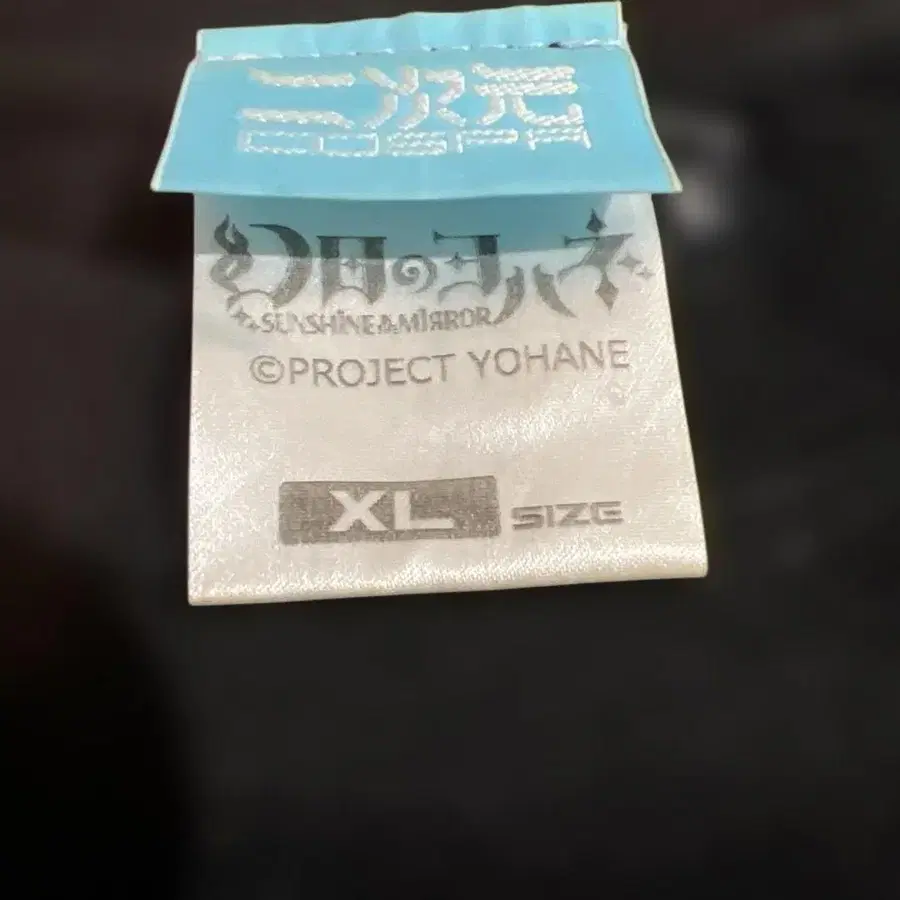 二次元
COSPA
幻日のヨハネ
SUNSHINE in the MIRROR
©PROJECT YOHANE
XL SIZE